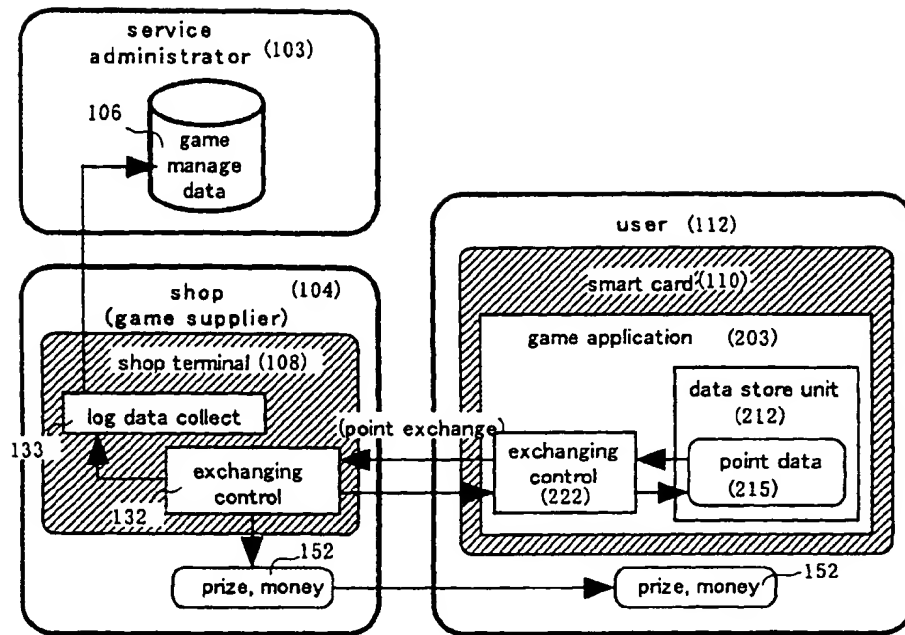 service
administrator (103)
106
game
manage
data
shop (104)
(game supplier)
shop terminal (108)
log data collect
133
exchanging
control
132
152
prize, money
(point exchange)
user (112)
smart card (110)
game application (203)
data store unit
(212)
exchanging
control
(222)
point data
(215)
prize, money
152